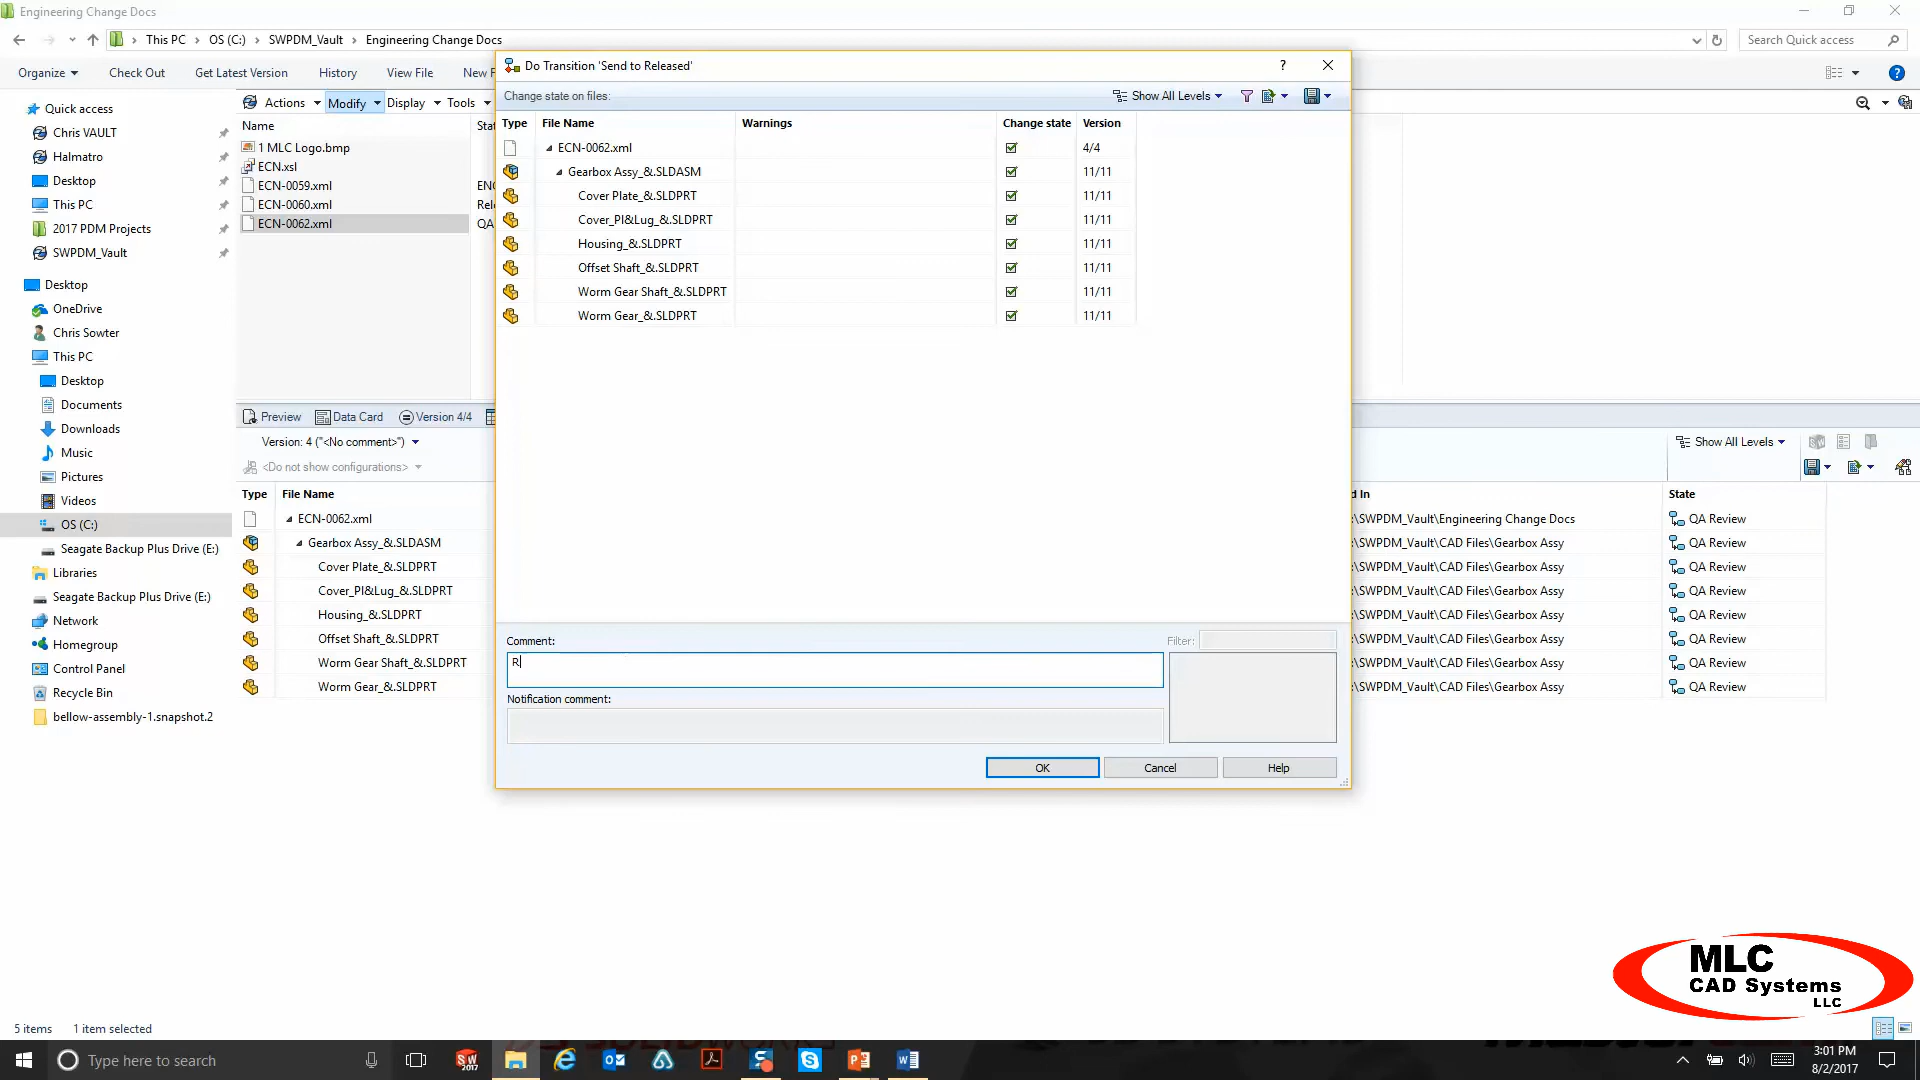 Engineering Change Docs
This PC > OS (C:) > SWPDM_Vault > Engineering Change Docs
Search Quick access
Organize Check Out Get Latest Version History View File New F
Do Transition 'Send to Released'
?
Change state on files:
Show All Levels
Actions Modify Display Tools
Name
Sta
1 MLC Logo.bmp
ECN.xsl
ECN-0059.xml ENG
ECN-0060.xml Rele
ECN-0062.xml QA
Quick access
Chris VAULT
Halmatro
Desktop
This PC
2017 PDM Projects
SWPDM_Vault
Desktop
OneDrive
Chris Sowter
This PC
Desktop
Documents
Downloads
Music
Pictures
Videos
OS (C:)
Seagate Backup Plus Drive (E:)
Libraries
Seagate Backup Plus Drive (E:)
Network
Homegroup
Control Panel
Recycle Bin
bellow-assembly-1.snapshot.2
Type File Name Warnings Change state Version
ECN-0062.xml 4/4
Gearbox Assy_&.SLDASM 11/11
Cover Plate_&.SLDPRT 11/11
Cover_Pl&Lug_&.SLDPRT 11/11
Housing_&.SLDPRT 11/11
Offset Shaft_&.SLDPRT 11/11
Worm Gear Shaft_&.SLDPRT 11/11
Worm Gear_&.SLDPRT 11/11
Comment:
R
Filter:
Notification comment:
OK Cancel Help
Preview Data Card Version 4/4
Version: 4 ("<No comment>")
<Do not show configurations>
Show All Levels
Type File Name d In State
ECN-0062.xml :\SWPDM_Vault\Engineering Change Docs QA Review
Gearbox Assy_&.SLDASM :\SWPDM_Vault\CAD Files\Gearbox Assy QA Review
Cover Plate_&.SLDPRT :\SWPDM_Vault\CAD Files\Gearbox Assy QA Review
Cover_Pl&Lug_&.SLDPRT :\SWPDM_Vault\CAD Files\Gearbox Assy QA Review
Housing_&.SLDPRT :\SWPDM_Vault\CAD Files\Gearbox Assy QA Review
Offset Shaft_&.SLDPRT :\SWPDM_Vault\CAD Files\Gearbox Assy QA Review
Worm Gear Shaft_&.SLDPRT :\SWPDM_Vault\CAD Files\Gearbox Assy QA Review
Worm Gear_&.SLDPRT :\SWPDM_Vault\CAD Files\Gearbox Assy QA Review
MLC
CAD Systems
LLC
5 items 1 item selected
Type here to search
SW
2017
3:01 PM
8/2/2017